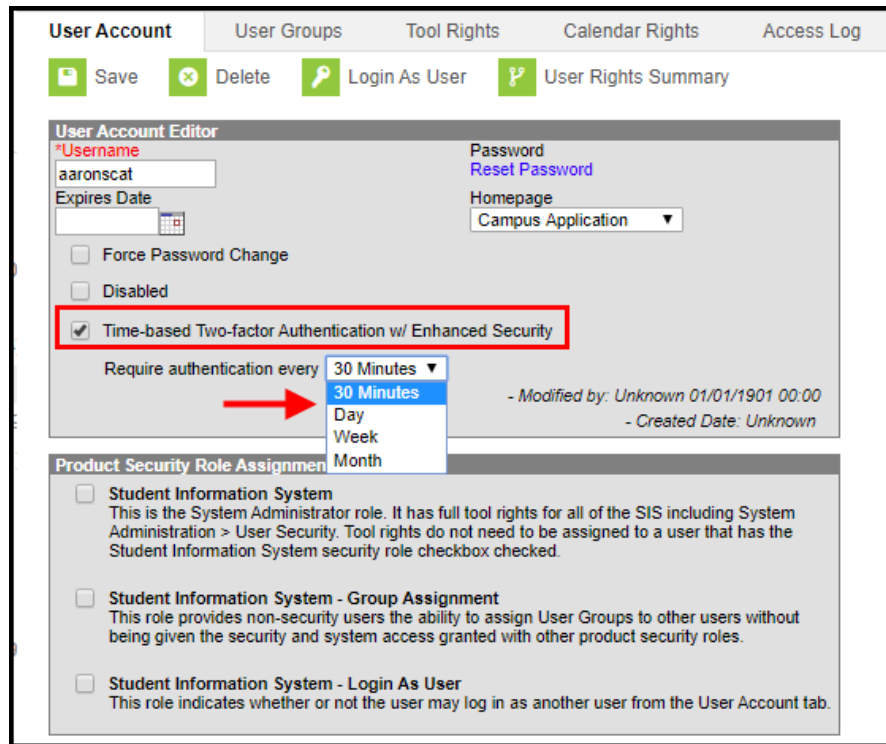 User Account User Groups Tool Rights Calendar Rights Access Log
Save Delete Login As User User Rights Summary
User Account Editor
*Username Password
aaronscat Reset Password
Expires Date Homepage
Campus Application
Force Password Change
Disabled
Time-based Two-factor Authentication w/ Enhanced Security
Require authentication every 30 Minutes
30 Minutes
Day
Week
Month
- Modified by: Unknown 01/01/1901 00:00
- Created Date: Unknown
Product Security Role Assignmen
Student Information System
This is the System Administrator role. It has full tool rights for all of the SIS including System
Administration > User Security. Tool rights do not need to be assigned to a user that has the
Student Information System security role checkbox checked.
Student Information System - Group Assignment
This role provides non-security users the ability to assign User Groups to other users without
being given the security and system access granted with other product security roles.
Student Information System - Login As User
This role indicates whether or not the user may log in as another user from the User Account tab.